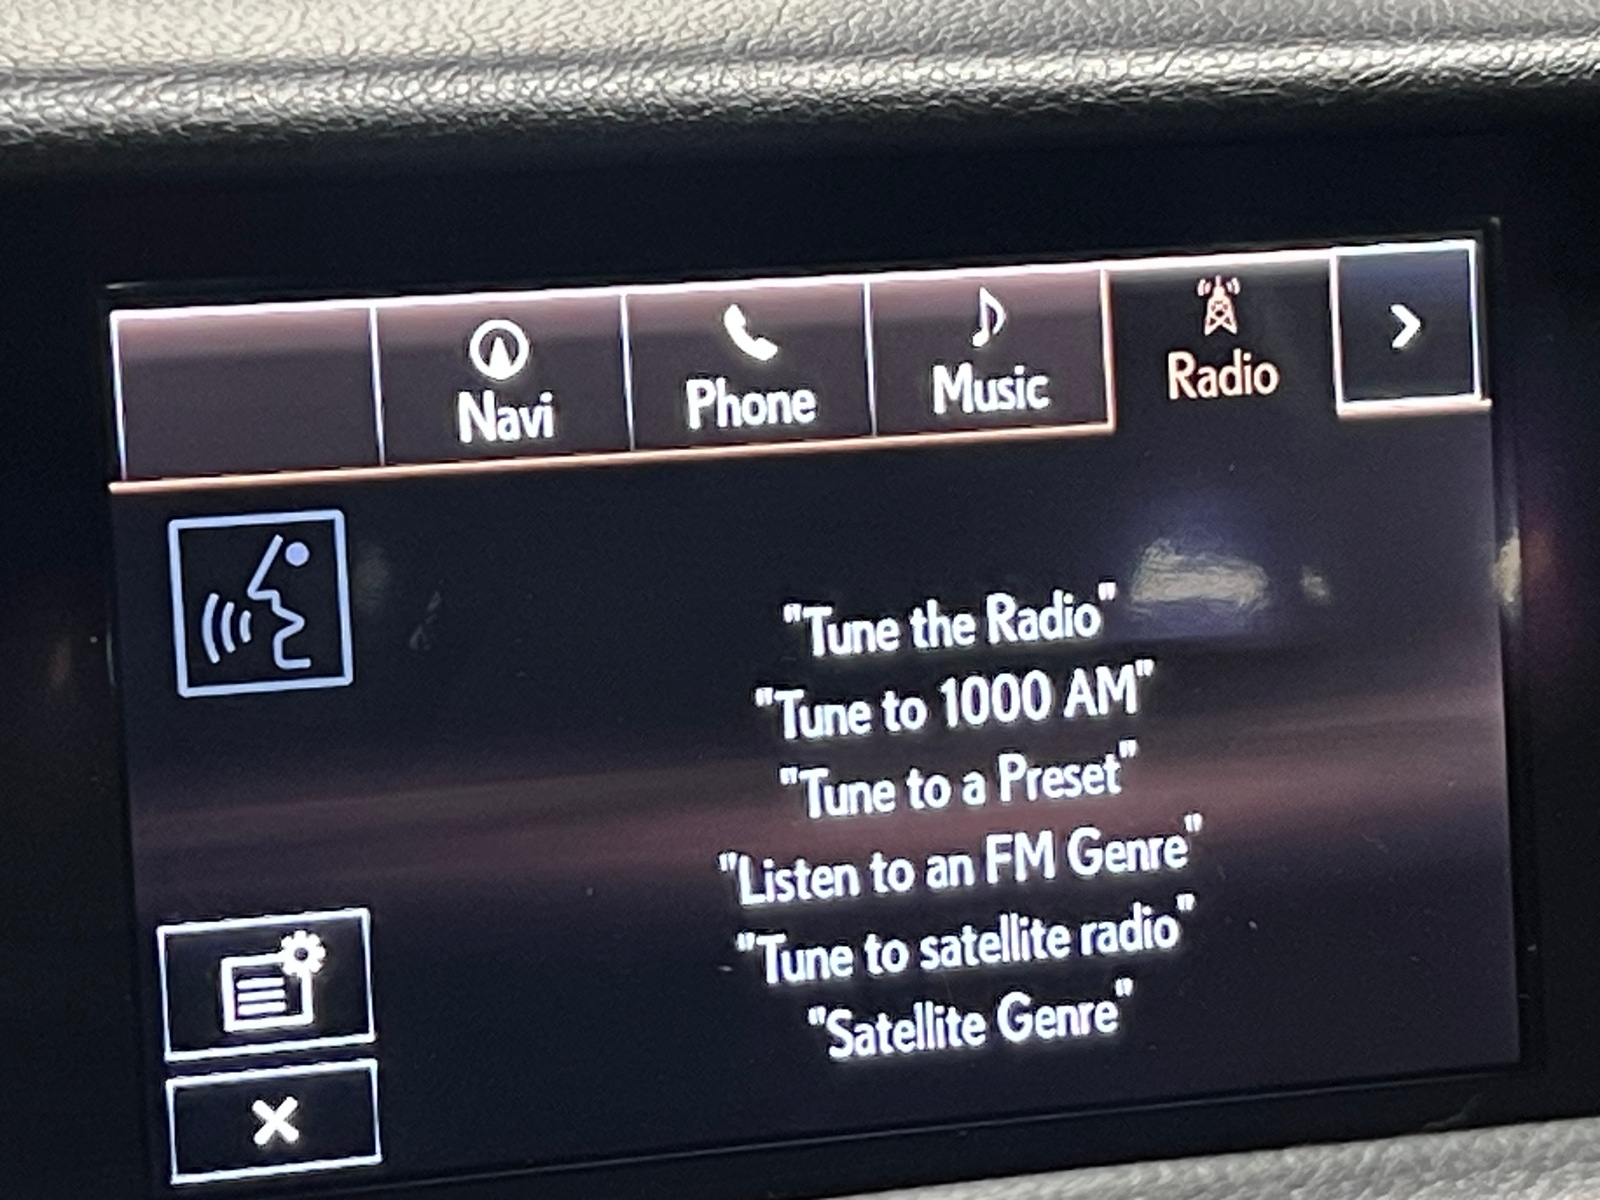 Navi
Phone
Music
Radio
"Tune the Radio"
"Tune to 1000 AM"
"Tune to a Preset"
"Listen to an FM Genre"
"Tune to satellite radio"
"Satellite Genre"